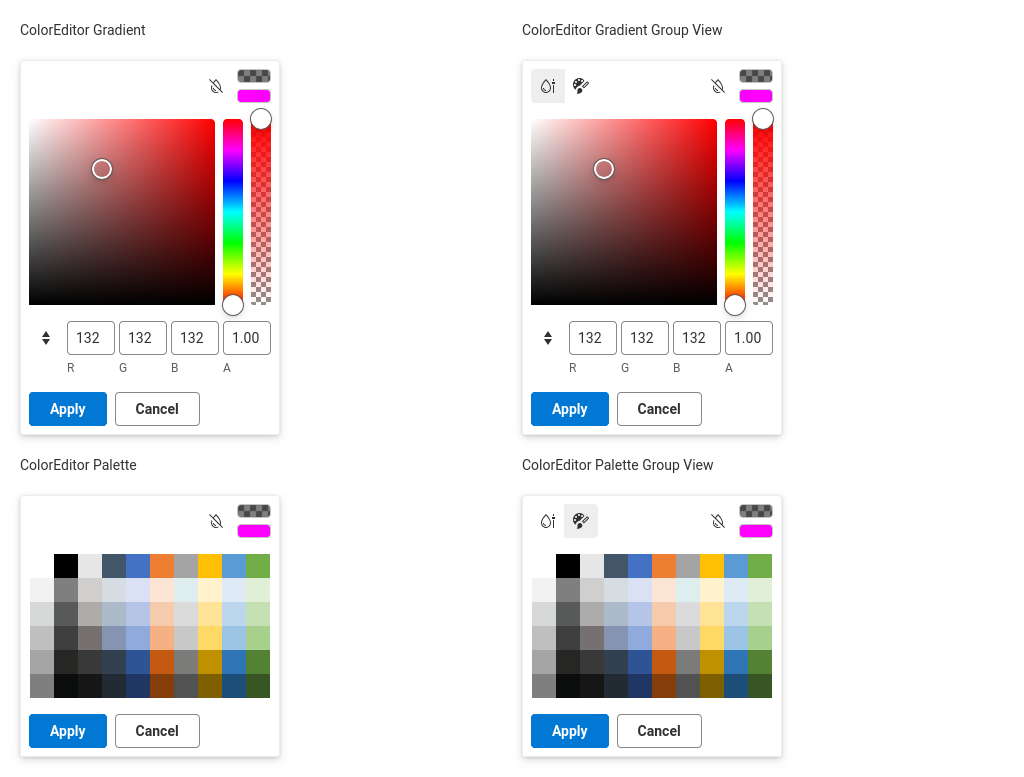 ColorEditor Gradient
ColorEditor Gradient Group View
132 132 132 1.00
R G B A
Apply Cancel
132 132 132 1.00
R G B A
Apply Cancel
ColorEditor Palette
ColorEditor Palette Group View
Apply Cancel
Apply Cancel